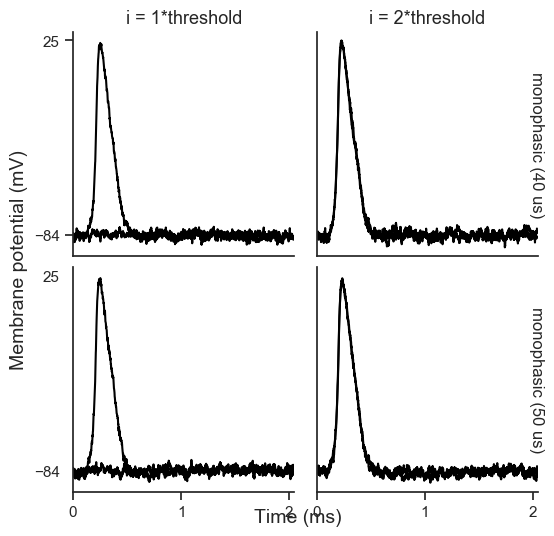 i = 1*threshold
i = 2*threshold
25
−84
monophasic (40 us)
Membrane potential (mV)
25
−84
monophasic (50 us)
0
1
2
0
1
2
Time (ms)